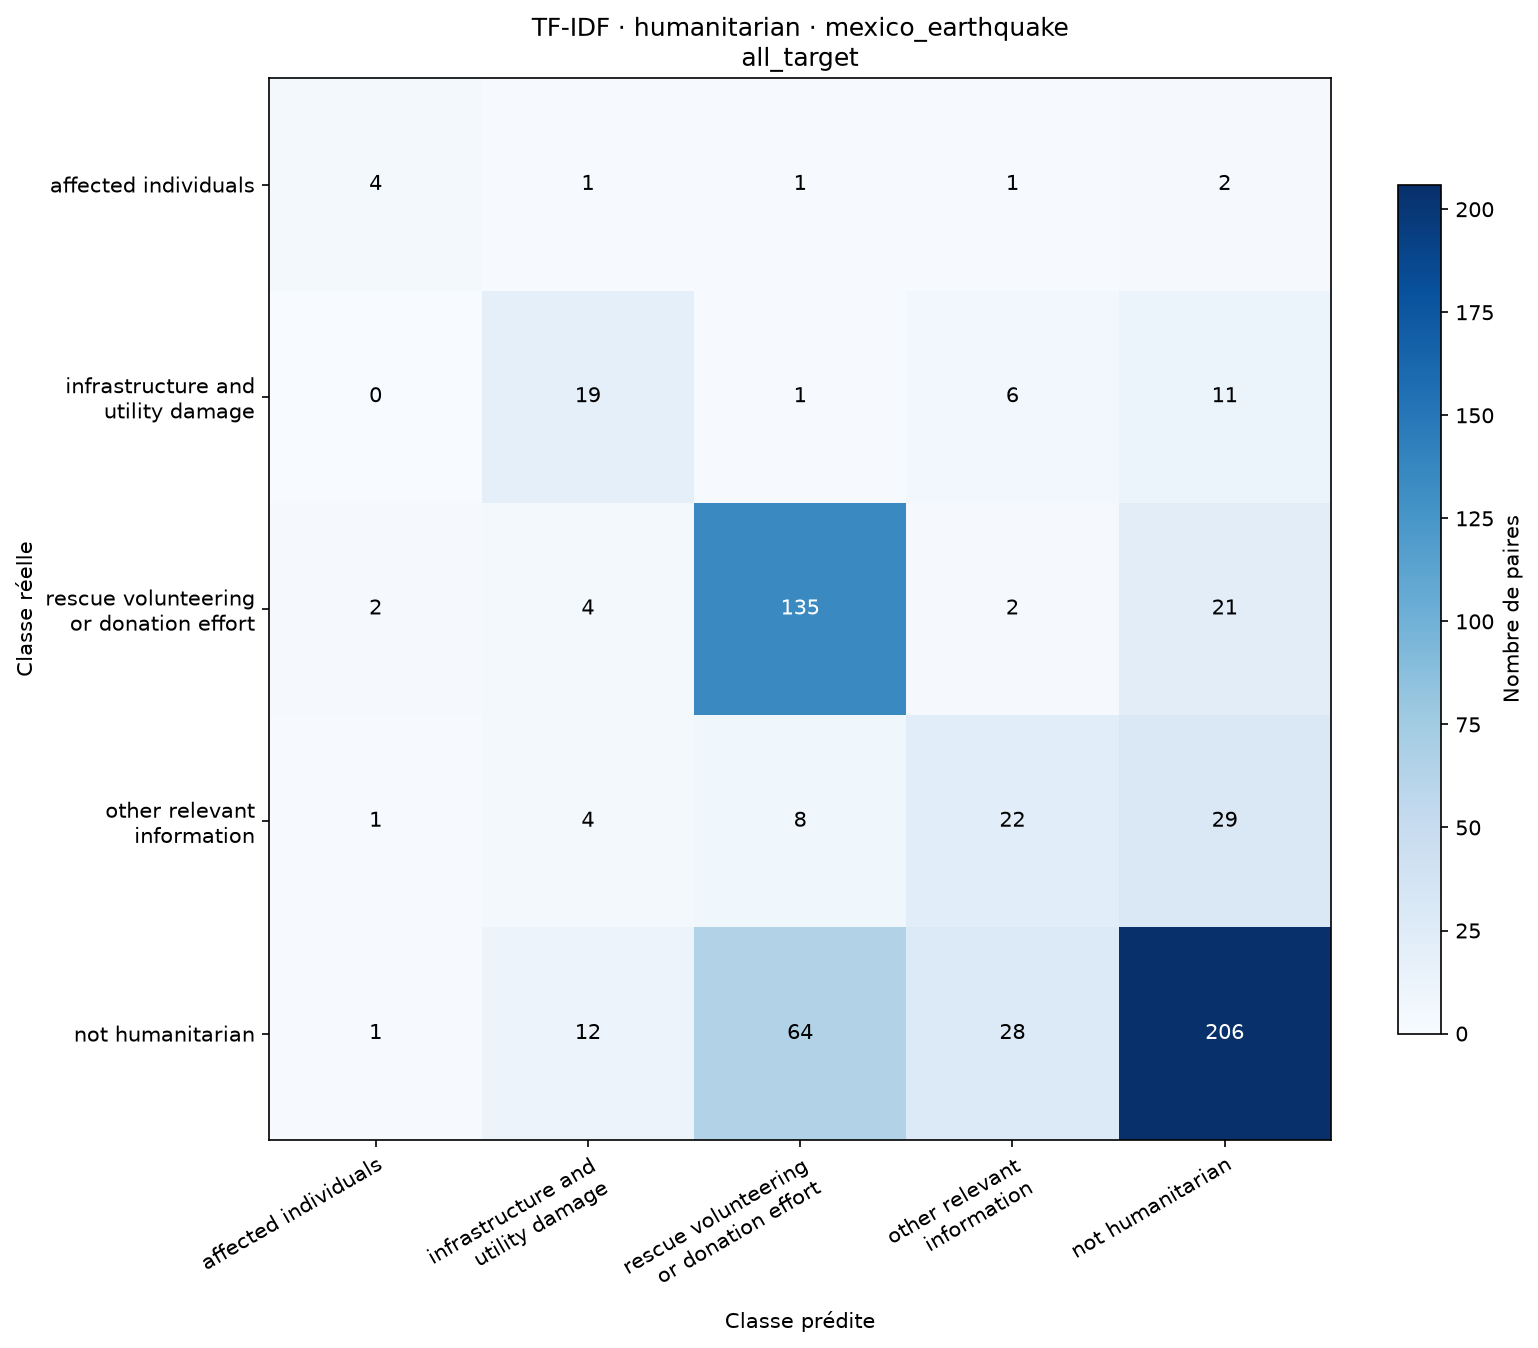 TF-IDF · humanitarian · mexico_earthquake
all_target
Classe réelle
affected individuals
4 1 1 1 2
infrastructure and
utility damage
0 19 1 6 11
rescue volunteering
or donation effort
2 4 135 2 21
other relevant
information
1 4 8 22 29
not humanitarian
1 12 64 28 206
affected individuals
infrastructure and
utility damage
rescue volunteering
or donation effort
other relevant
information
not humanitarian
Classe prédite
200
175
150
125
100
75
50
25
0
Nombre de paires